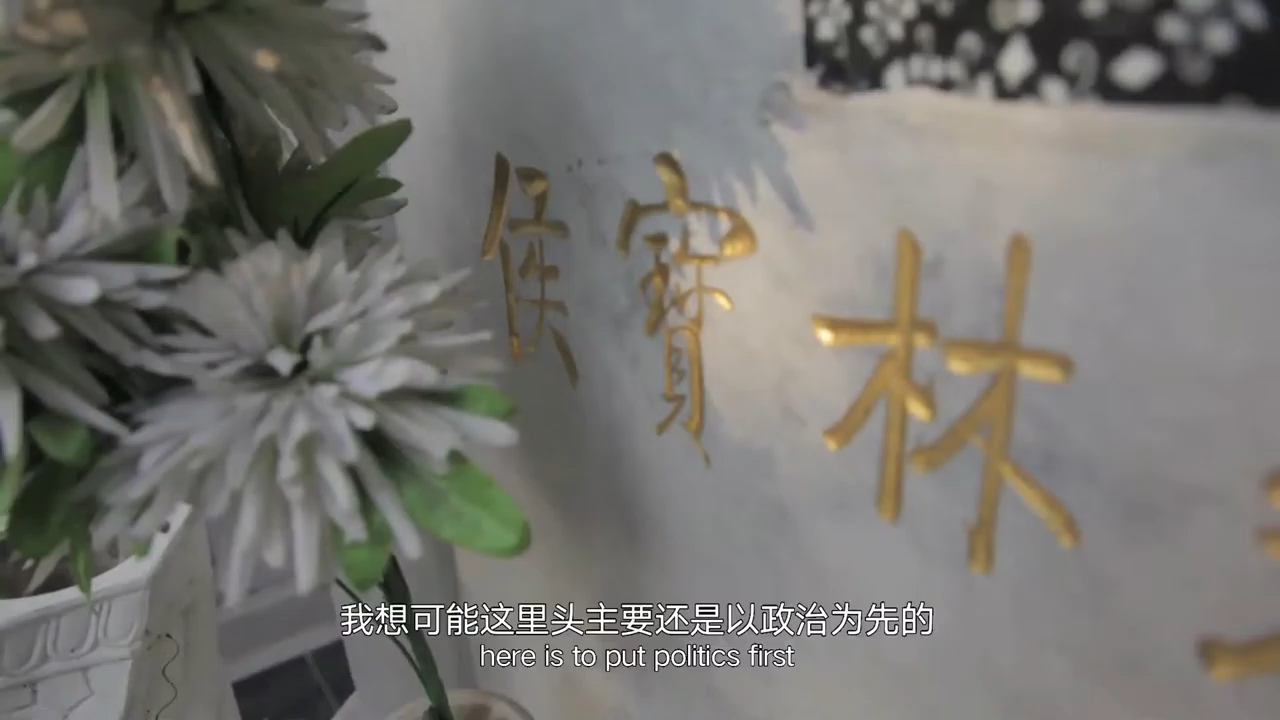 侯寶林
我想可能这里头主要还是以政治为先的
here is to put politics first